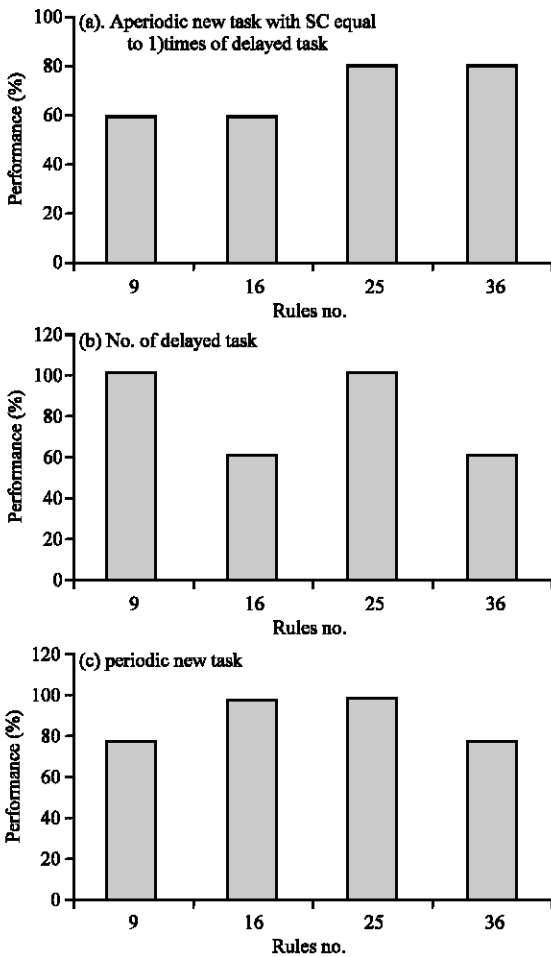 (a). Aperiodic new task with SC equal
to 1)times of delayed task
Performance (%)
100
80
60
40
20
0
9 16 25 36
Rules no.
(b) No. of delayed task
Performance (%)
120
100
80
60
40
20
0
9 16 25 36
Rules no.
(c) periodic new task
Performance (%)
120
100
80
60
40
20
0
9 16 25 36
Rules no.